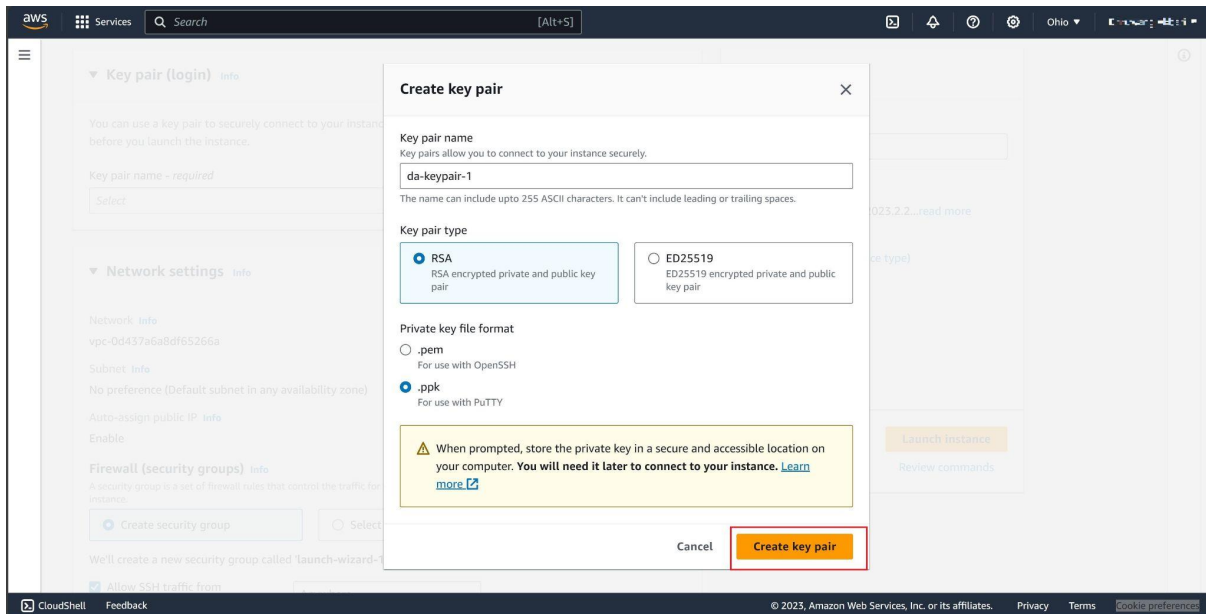 aws
Services
Search
[Alt+S]
Ohio
Key pair (login) Info
You can use a key pair to securely connect to your instanc
before you launch the instance.
Key pair name - required
Select
Network settings Info
Network Info
vpc-0d437a6a8df65266a
Subnet Info
No preference (Default subnet in any availability zone)
Auto-assign public IP Info
Enable
Firewall (security groups) Info
A security group is a set of firewall rules that control the traffic for
instance.
Create security group
Select
We'll create a new security group called 'launch-wizard-1
Allow SSH traffic from
Create key pair
Key pair name
Key pairs allow you to connect to your instance securely.
da-keypair-1
The name can include upto 255 ASCII characters. It can't include leading or trailing spaces.
Key pair type
RSA
RSA encrypted private and public key
pair
ED25519
ED25519 encrypted private and public
key pair
Private key file format
.pem
For use with OpenSSH
.ppk
For use with PuTTY
When prompted, store the private key in a secure and accessible location on
your computer. You will need it later to connect to your instance. Learn
more
Cancel
Create key pair
2023.2.2...read more
ce type)
Launch instance
Review commands
CloudShell
Feedback
© 2023, Amazon Web Services, Inc. or its affiliates.
Privacy
Terms
Cookie preferences